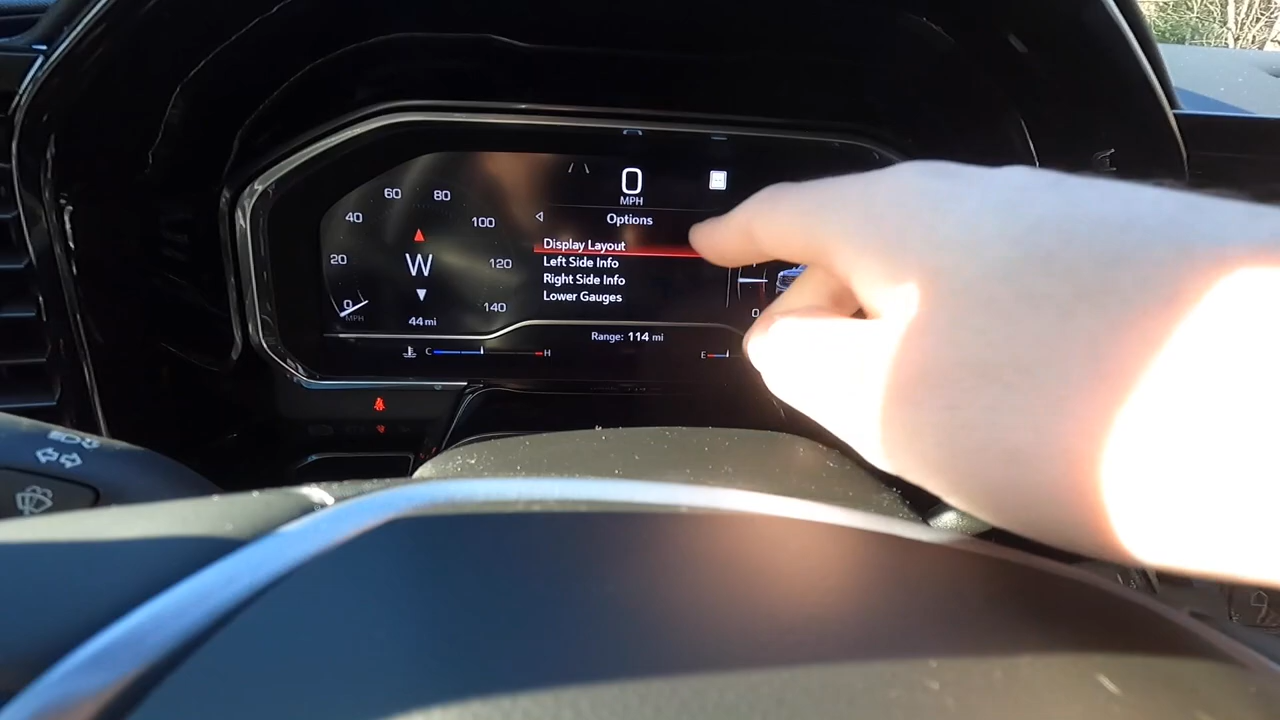 0
MPH
Options
Display Layout
Left Side Info
Right Side Info
Lower Gauges
60
80
40
100
20
W
120
0
MPH
140
44 mi
0
Range: 114 mi
C
H
E